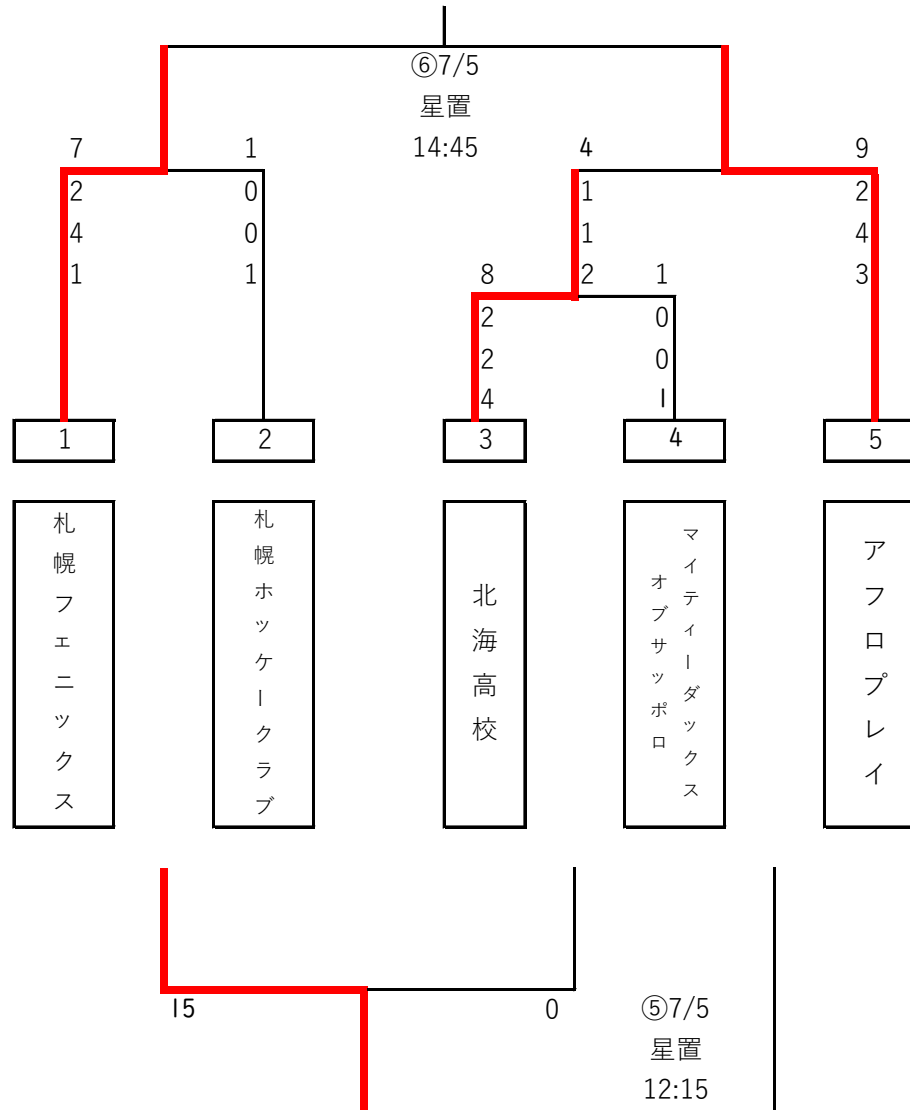 ⑥7/5
星置
14:45
7 1 4 9
2 0 1 2
4 0 1 4
1 1 2 3
8 1
2 0
2 0
4 1
1 2 3 4 5
札幌フェニックス
札幌ホッケークラブ
北海高校
マイティーダックス
オブサッポロ
アフロプレイ
15 0
⑤7/5
星置
12:15